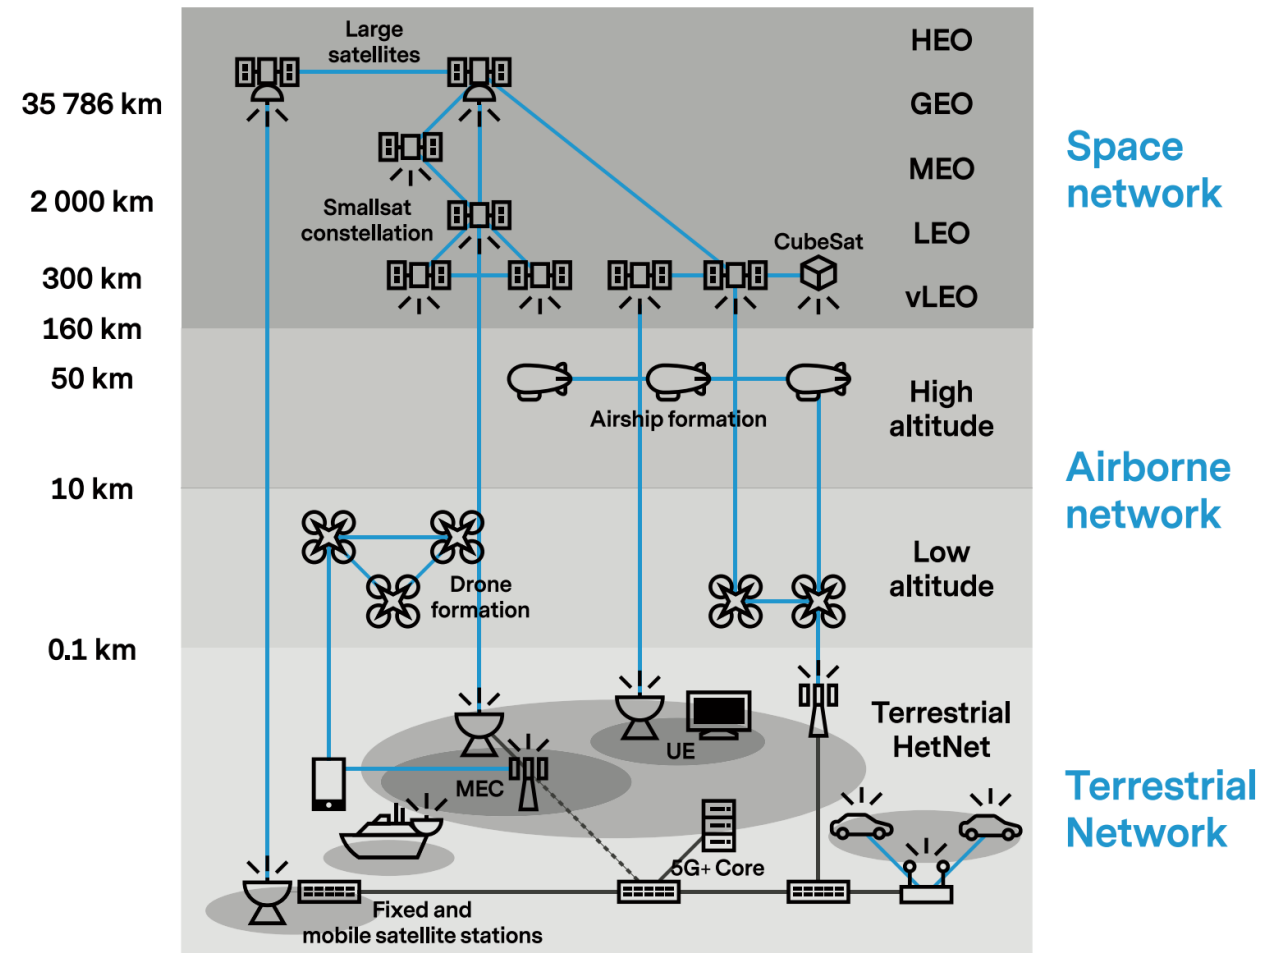 Large
satellites
HEO
35 786 km
GEO
Space
network
MEO
2 000 km
Smallsat
constellation
LEO
CubeSat
300 km
vLEO
160 km
50 km
High
altitude
Airship formation
Airborne
network
10 km
Low
altitude
Drone
formation
0.1 km
Terrestrial
HetNet
UE
MEC
Terrestrial
Network
5G+ Core
Fixed and
mobile satellite stations